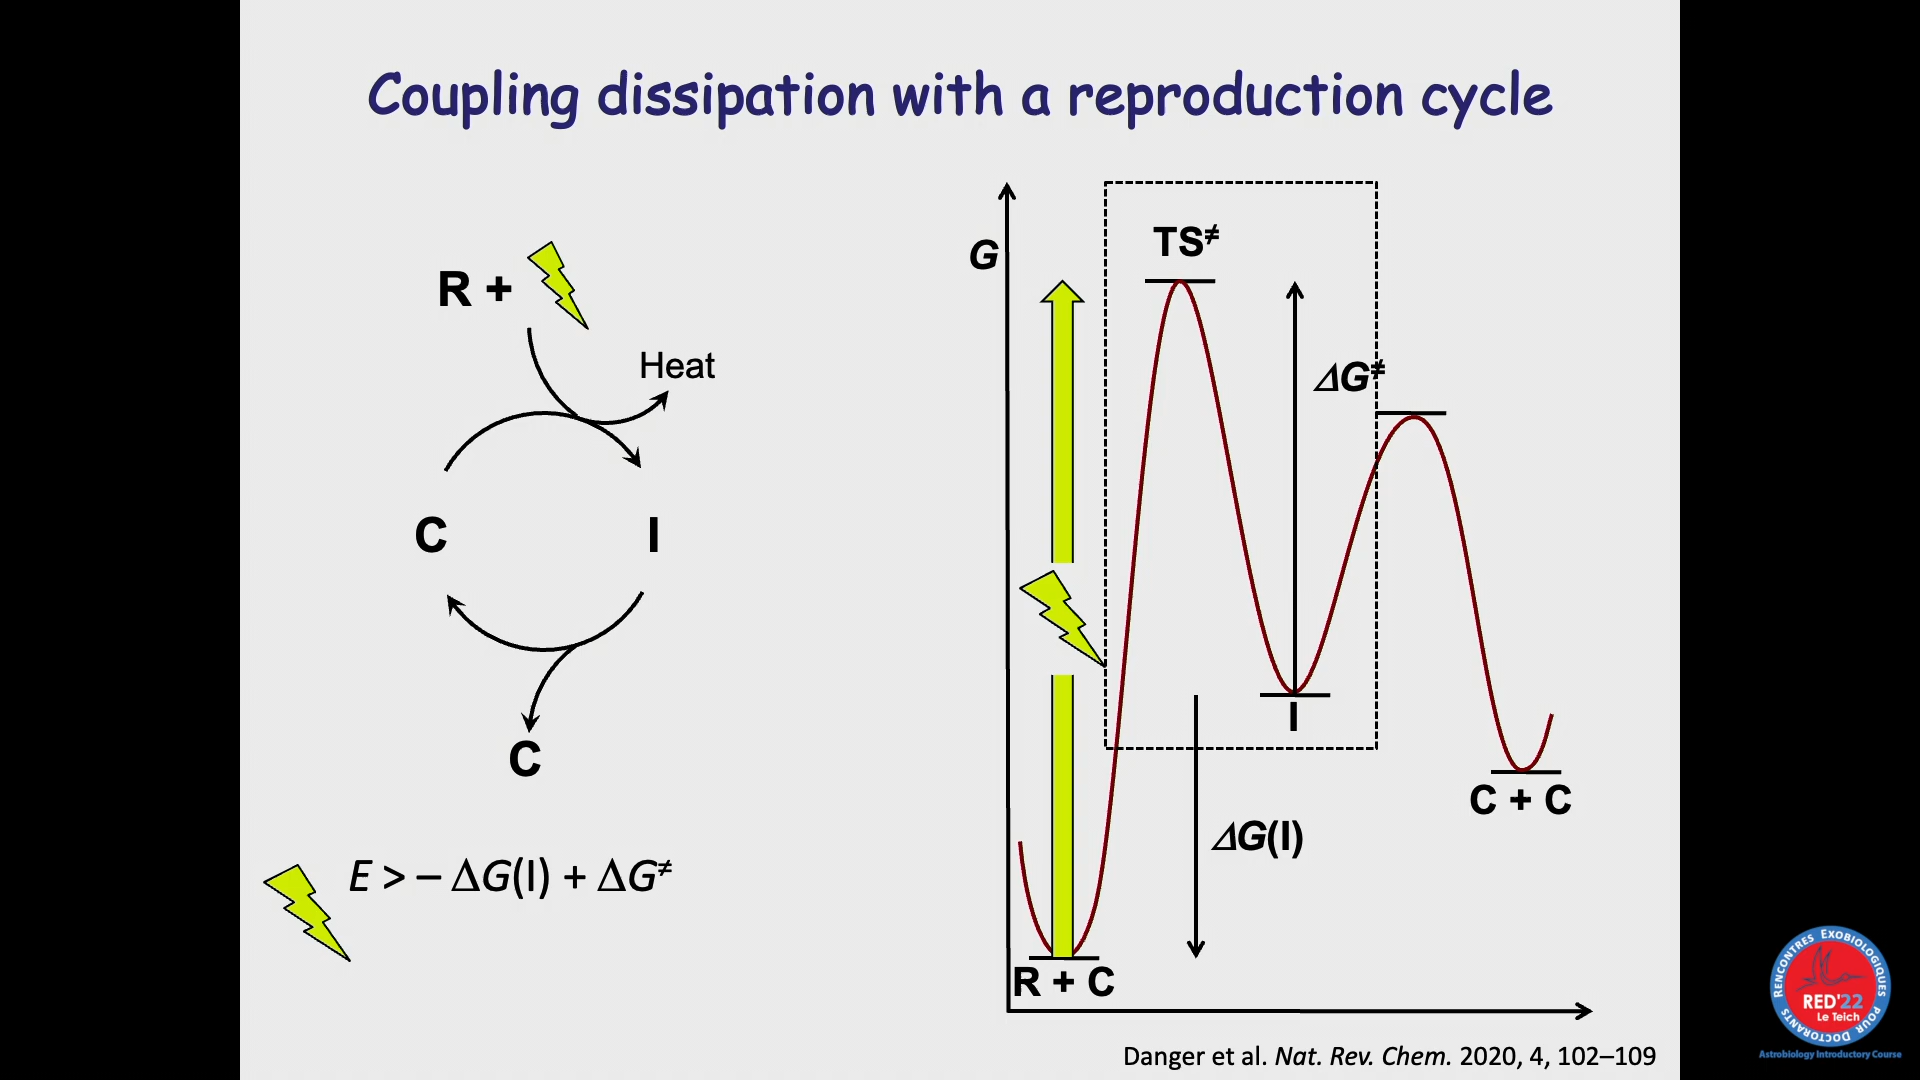 Coupling dissipation with a reproduction cycle
R +
Heat
C
I
C
E > – ΔG(I) + ΔG≠
G
TS≠
ΔG≠
I
C + C
ΔG(I)
R + C
Danger et al. Nat. Rev. Chem. 2020, 4, 102–109
RENCONTRES EXOBIOLOGIQUES POUR DOCTORANTS
RED'22
Le Teich
Astrobiology Introductory Course